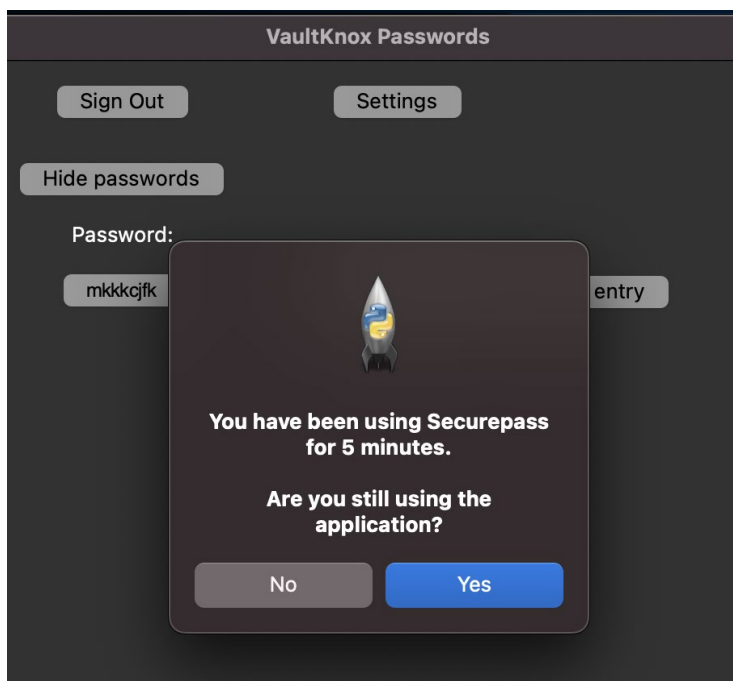 VaultKnox Passwords
Sign Out Settings
Hide passwords
Password:
mkkkcjfk entry
You have been using Securepass
for 5 minutes.
Are you still using the
application?
No Yes